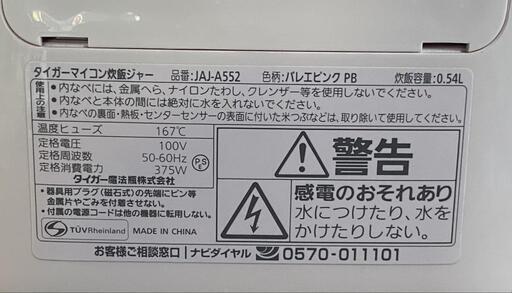 タイガーマイコン炊飯ジャー 品番:JAJ-A552 色柄:バレエピンク PB 炊飯容量:0.54L
使用上の注意
・内なべには、金属へら、ナイロンたわし、クレンザー等を使用しないでください。
・内なべと本体の間には絶対に水を入れないでください。
・内なべの裏面・熱板・センターセンサーの表面に付いた米つぶなどは、取り除いて使用してください。
温度ヒューズ 167℃
定格電圧 100V
定格周波数 50-60Hz
定格消費電力 375W
PSE
タイガー魔法瓶株式会社
・器具用プラグ(磁石式)の先端にピン等
金属片やごみを付着させない。
・付属の電源コードは他の機器に転用しない。
TÜVRheinland MADE IN CHINA
警告
感電のおそれあり
水につけたり、水を
かけたりしない。
お客様ご相談窓口 ナビダイヤル 0570-011101